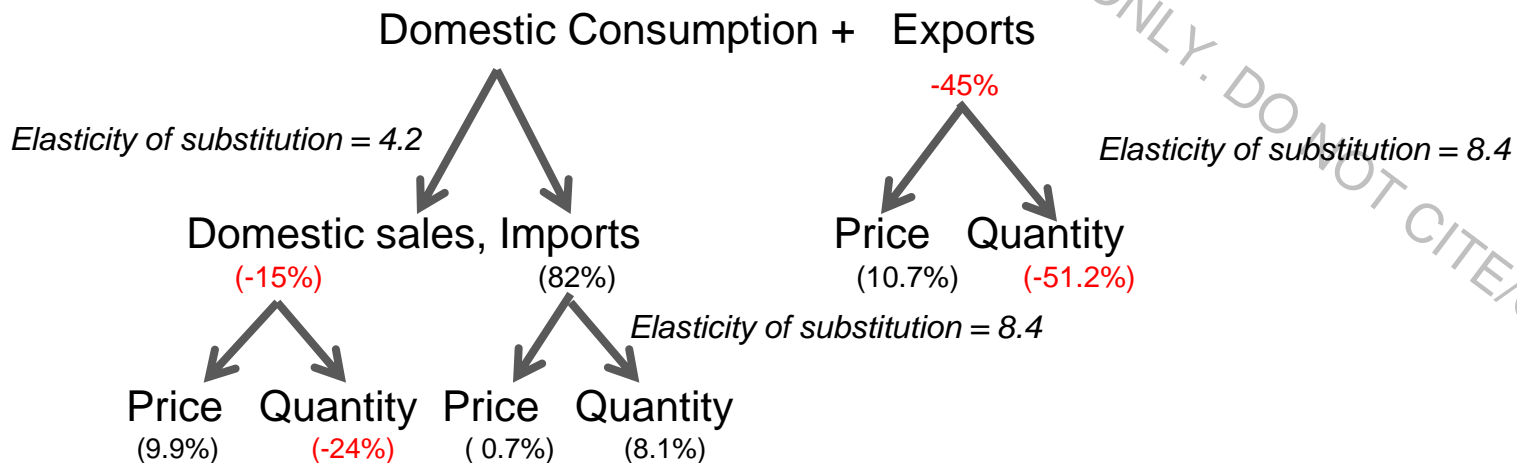 Domestic Consumption + Exports
-45%
Elasticity of substitution = 4.2
Elasticity of substitution = 8.4
Domestic sales, Imports
Price Quantity
(-15%) (82%)
(10.7%) (-51.2%)
Elasticity of substitution = 8.4
Price Quantity Price Quantity
(9.9%) (-24%) ( 0.7%) (8.1%)
ONLY. DO NOT CITE/